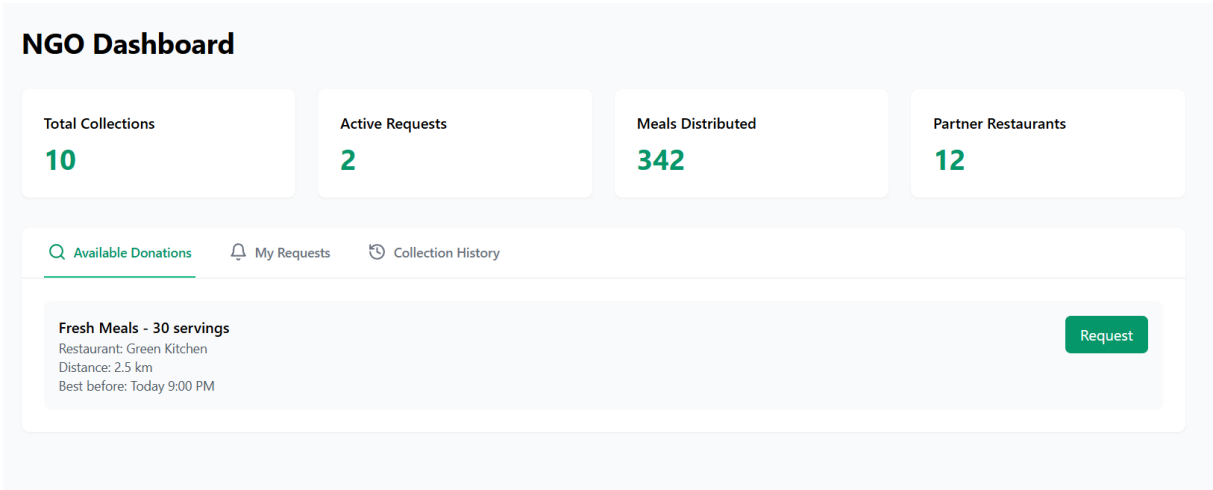 NGO Dashboard
Total Collections
10
Active Requests
2
Meals Distributed
342
Partner Restaurants
12
Available Donations
My Requests
Collection History
Fresh Meals - 30 servings
Restaurant: Green Kitchen
Distance: 2.5 km
Best before: Today 9:00 PM
Request